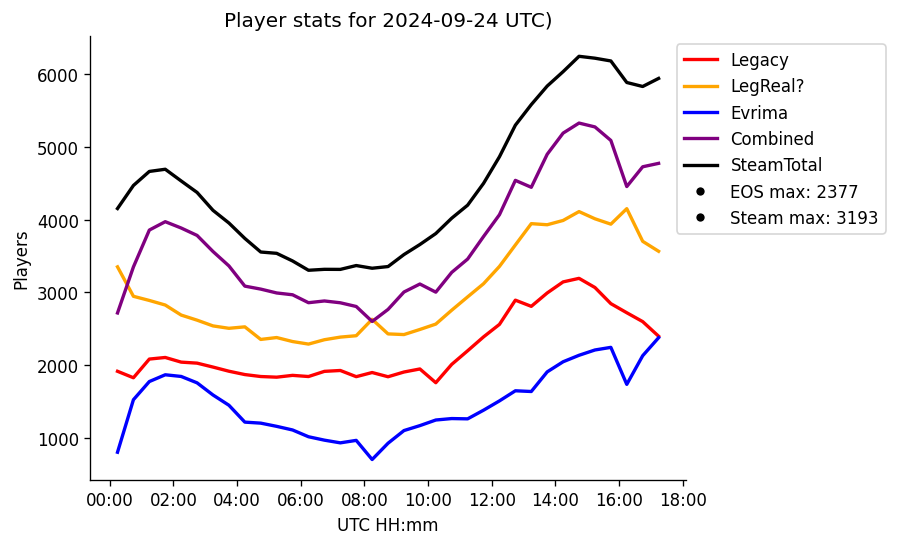 Player stats for 2024-09-24 UTC)
Legacy
LegReal?
Evrima
Combined
SteamTotal
EOS max: 2377
Steam max: 3193
Players
6000
5000
4000
3000
2000
1000
00:00 02:00 04:00 06:00 08:00 10:00 12:00 14:00 16:00 18:00
UTC HH:mm